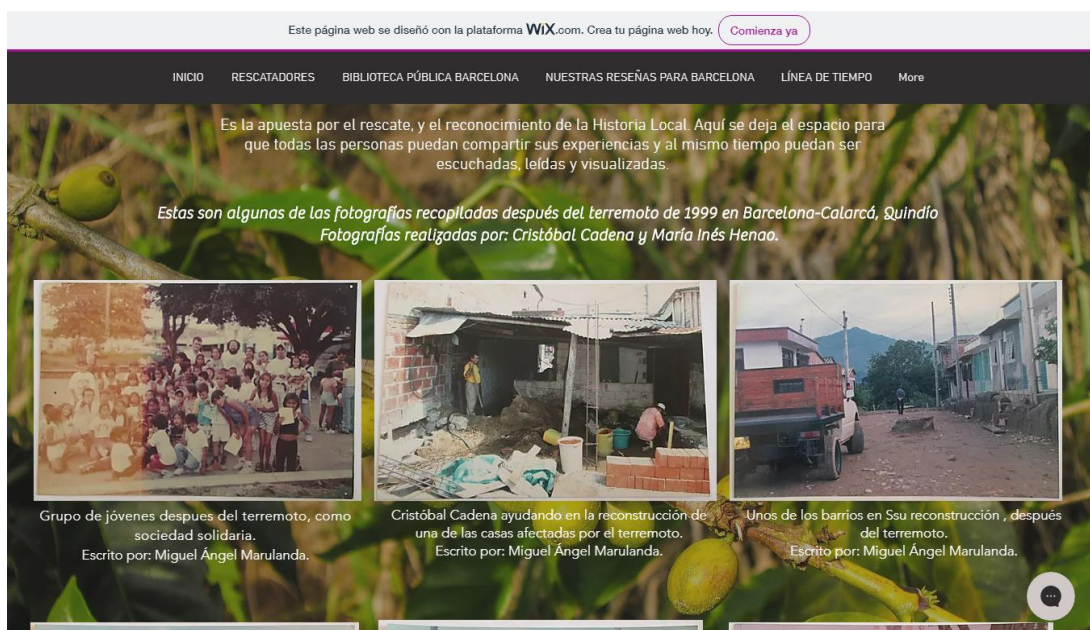 Este página web se diseñó con la plataforma WiX.com. Crea tu página web hoy. Comienza ya
INICIO RESCATADORES BIBLIOTECA PÚBLICA BARCELONA NUESTRAS RESEÑAS PARA BARCELONA LÍNEA DE TIEMPO More
Es la apuesta por el rescate, y el reconocimiento de la Historia Local. Aquí se deja el espacio para
que todas las personas puedan compartir sus experiencias y al mismo tiempo puedan ser
escuchadas, leídas y visualizadas.
Estas son algunas de las fotografías recopiladas después del terremoto de 1999 en Barcelona-Calarcá, Quindío
Fotografías realizadas por: Cristóbal Cadena y María Inés Henao.
Grupo de jóvenes despues del terremoto, como
sociedad solidaria.
Escrito por: Miguel Ángel Marulanda.
Cristóbal Cadena ayudando en la reconstrucción de
una de las casas afectadas por el terremoto.
Escrito por: Miguel Ángel Marulanda.
Unos de los barrios en Ssu reconstrucción , después
del terremoto.
Escrito por: Miguel Ángel Marulanda.